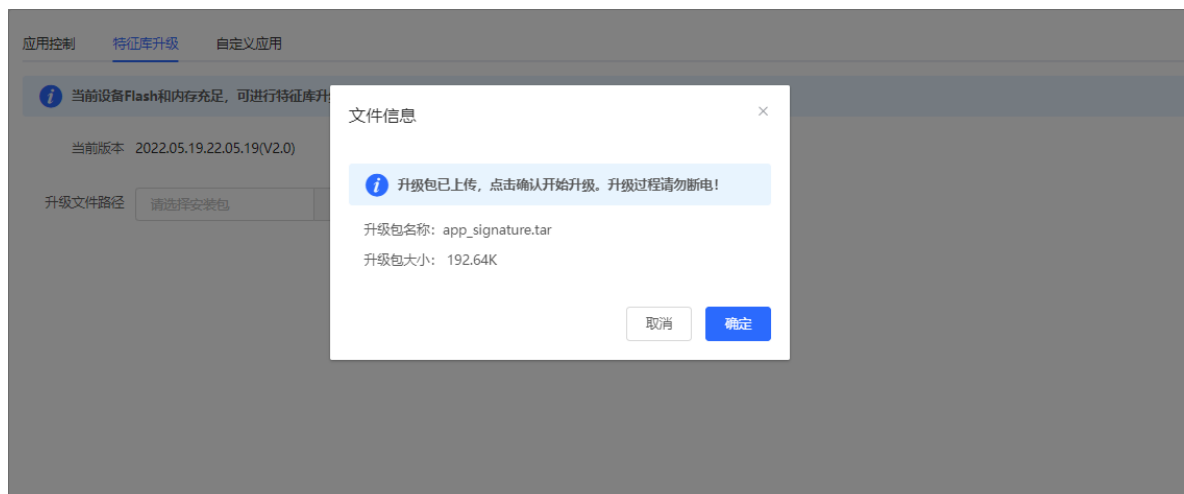 应用控制 特征库升级 自定义应用
当前设备Flash和内存充足，可进行特征库升
当前版本 2022.05.19.22.05.19(V2.0)
升级文件路径 请选择安装包
文件信息
升级包已上传，点击确认开始升级。升级过程请勿断电！
升级包名称：app_signature.tar
升级包大小： 192.64K
取消 确定